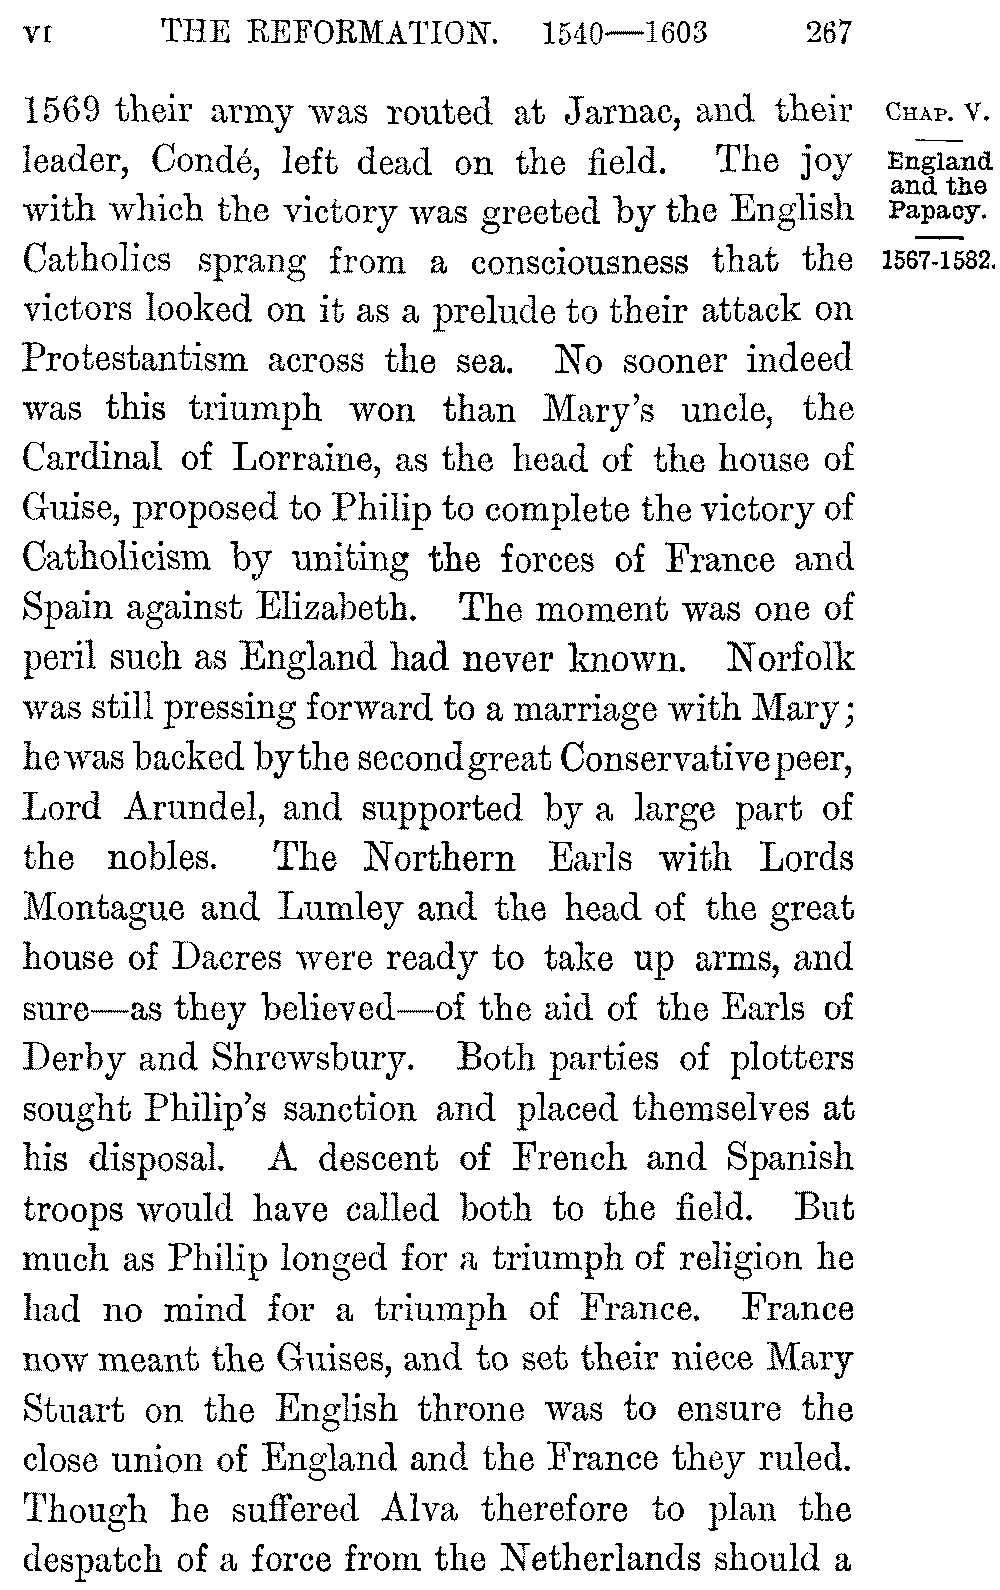 VI THE REFORMATION. 1540—1603 267
1569 their army was routed at Jarnac, and their
leader, Condé, left dead on the field. The joy
with which the victory was greeted by the English
Catholics sprang from a consciousness that the
victors looked on it as a prelude to their attack on
Protestantism across the sea. No sooner indeed
was this triumph won than Mary's uncle, the
Cardinal of Lorraine, as the head of the house of
Guise, proposed to Philip to complete the victory of
Catholicism by uniting the forces of France and
Spain against Elizabeth. The moment was one of
peril such as England had never known. Norfolk
was still pressing forward to a marriage with Mary;
he was backed by the second great Conservative peer,
Lord Arundel, and supported by a large part of
the nobles. The Northern Earls with Lords
Montague and Lumley and the head of the great
house of Dacres were ready to take up arms, and
sure—as they believed—of the aid of the Earls of
Derby and Shrewsbury. Both parties of plotters
sought Philip's sanction and placed themselves at
his disposal. A descent of French and Spanish
troops would have called both to the field. But
much as Philip longed for a triumph of religion he
had no mind for a triumph of France. France
now meant the Guises, and to set their niece Mary
Stuart on the English throne was to ensure the
close union of England and the France they ruled.
Though he suffered Alva therefore to plan the
despatch of a force from the Netherlands should a
CHAP. V.
England
and the
Papacy.
1567-1582.